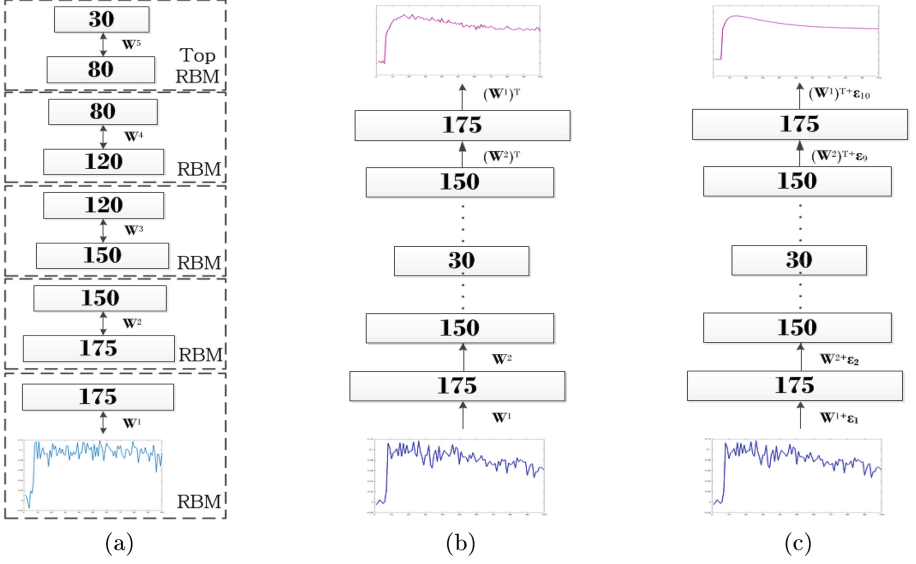 30
W⁵
80
Top
RBM
80
W⁴
120
RBM
120
W³
150
RBM
150
W²
175
RBM
175
W¹
RBM
(a)
(W¹)ᵀ
175
(W²)ᵀ
150
30
150
W²
175
W¹
(b)
(W¹)ᵀ⁺ε₁₀
175
(W²)ᵀ⁺ε₉
150
30
150
W²⁺ε₂
175
W¹⁺ε₁
(c)